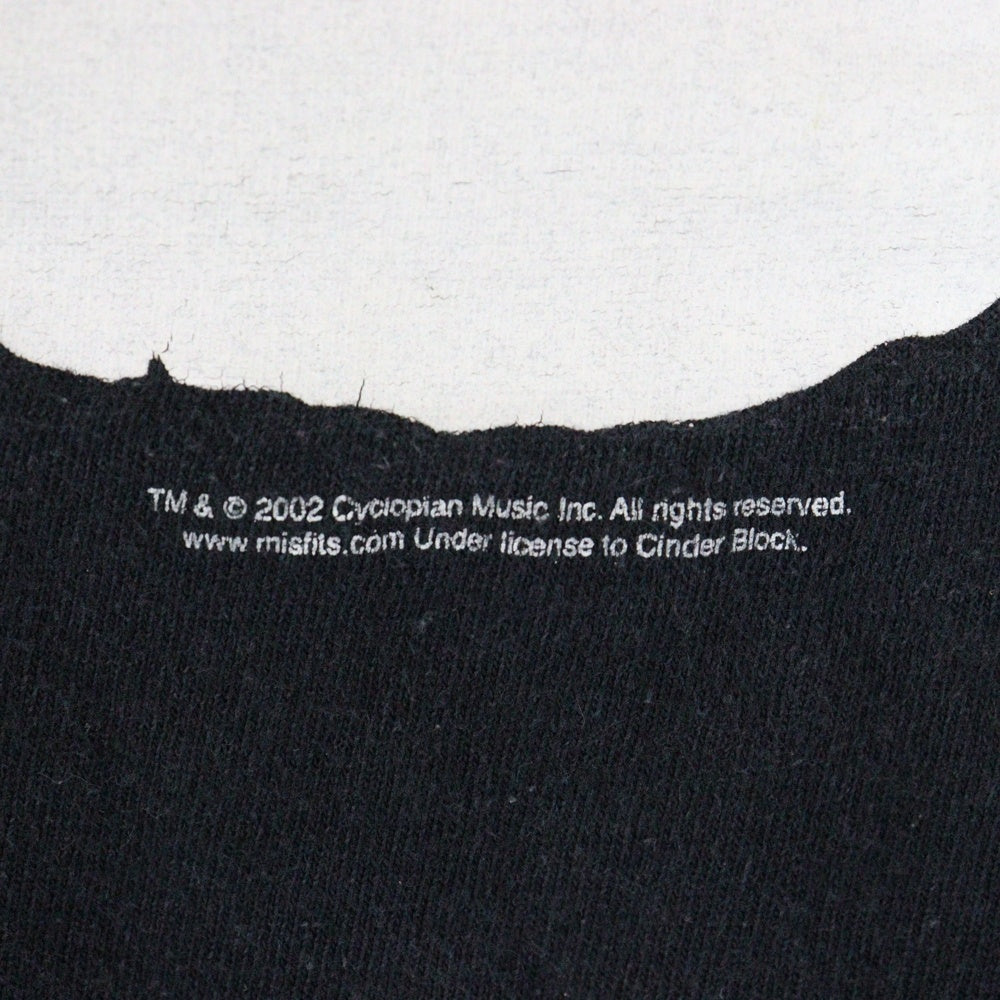 TM & © 2002 Cyclopian Music Inc. All rights reserved.
www misfits.com Under license to Cinder Block.